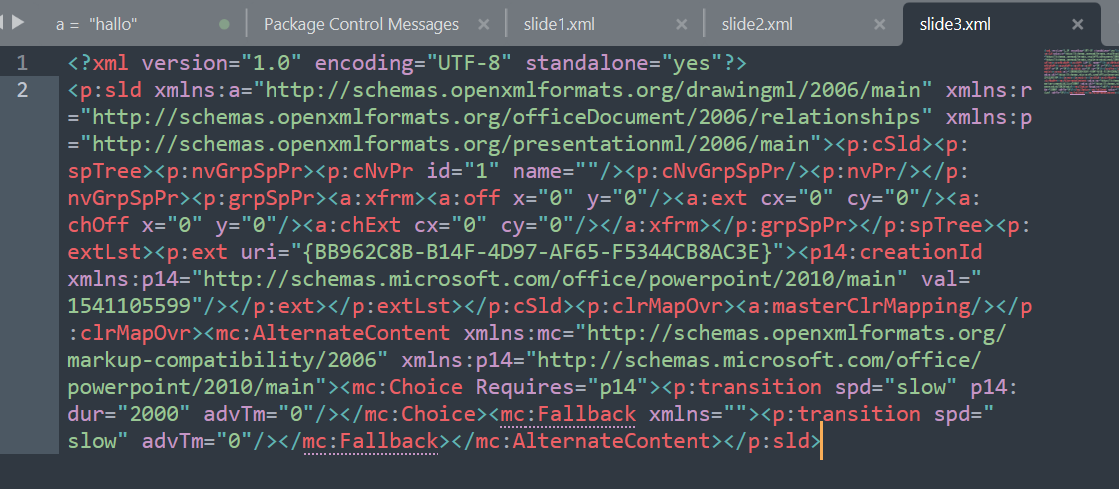 a = "hallo"
Package Control Messages
slide1.xml
slide2.xml
slide3.xml
1 <?xml version="1.0" encoding="UTF-8" standalone="yes"?>
2 <p:sld xmlns:a="http://schemas.openxmlformats.org/drawingml/2006/main" xmlns:r
="http://schemas.openxmlformats.org/officeDocument/2006/relationships" xmlns:p
="http://schemas.openxmlformats.org/presentationml/2006/main"><p:cSld><p:
spTree><p:nvGrpSpPr><p:cNvPr id="1" name=""/><p:cNvGrpSpPr/><p:nvPr/></p:
nvGrpSpPr><p:grpSpPr><a:xfrm><a:off x="0" y="0"/><a:ext cx="0" cy="0"/><a:
chOff x="0" y="0"/><a:chExt cx="0" cy="0"/></a:xfrm></p:grpSpPr></p:spTree><p:
extLst><p:ext uri="{BB962C8B-B14F-4D97-AF65-F5344CB8AC3E}"><p14:creationId
xmlns:p14="http://schemas.microsoft.com/office/powerpoint/2010/main" val="
1541105599"/></p:ext></p:extLst></p:cSld><p:clrMapOvr><a:masterClrMapping/></p
:clrMapOvr><mc:AlternateContent xmlns:mc="http://schemas.openxmlformats.org/
markup-compatibility/2006" xmlns:p14="http://schemas.microsoft.com/office/
powerpoint/2010/main"><mc:Choice Requires="p14"><p:transition spd="slow" p14:
dur="2000" advTm="0"/></mc:Choice><mc:Fallback xmlns=""><p:transition spd="
slow" advTm="0"/></mc:Fallback></mc:AlternateContent></p:sld>